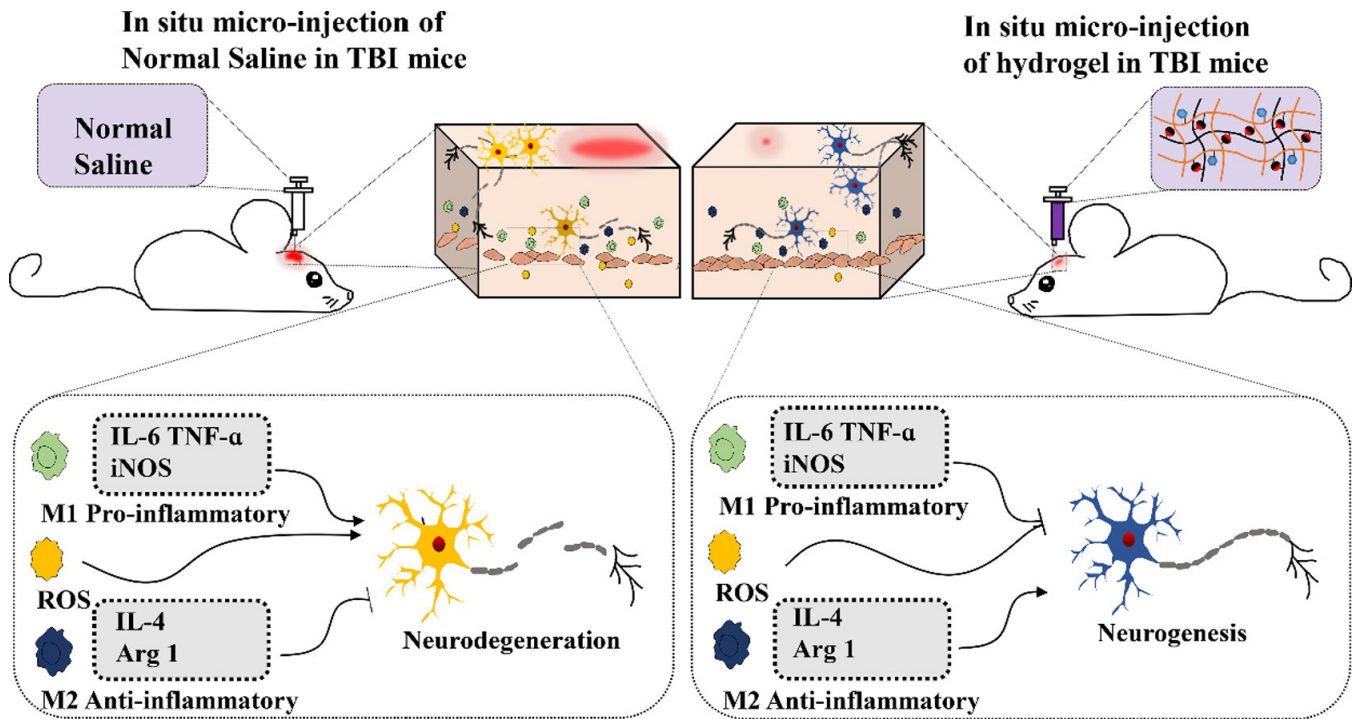 In situ micro-injection of
Normal Saline in TBI mice
Normal
Saline
In situ micro-injection
of hydrogel in TBI mice
IL-6 TNF-α
iNOS
M1 Pro-inflammatory
ROS
IL-4
Arg 1
M2 Anti-inflammatory
Neurodegeneration
IL-6 TNF-α
iNOS
M1 Pro-inflammatory
ROS
IL-4
Arg 1
M2 Anti-inflammatory
Neurogenesis